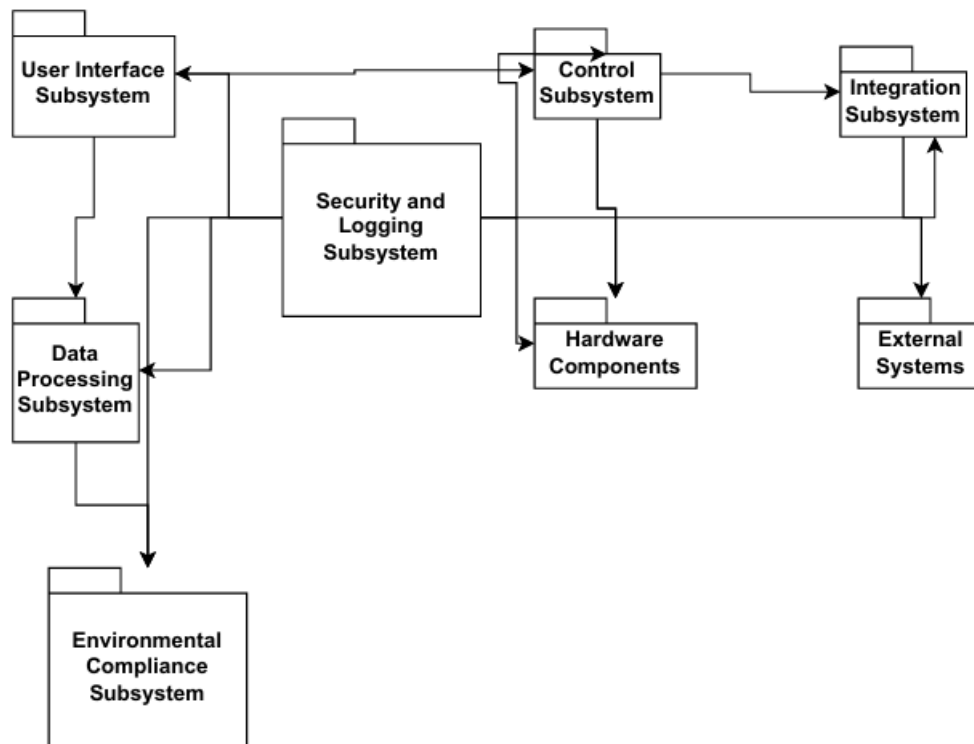 User Interface
Subsystem
Control
Subsystem
Integration
Subsystem
Security and
Logging
Subsystem
Data
Processing
Subsystem
Hardware
Components
External
Systems
Environmental
Compliance
Subsystem